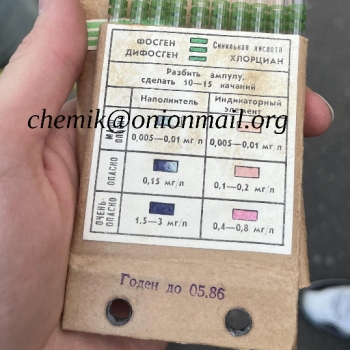 ФОСГЕН
ДИФОСГЕН
Синильная кислота
ХЛОРЦИАН
Разбить ампулу,
сделать 10—15 качаний
Наполнитель
Индикаторный
элемент
chemik@onionmail.org
0,005—0,01 мг/л
0,005—0,01 мг/л
ОПАСНО
0,15 мг/л
0,1—0,2 мг/л
ОЧЕНЬ
ОПАСНО
1,5—3 мг/л
0,4—0,8 мг/л
Годен до 05.86